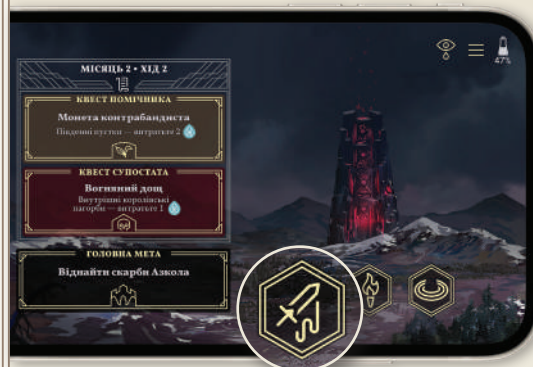 МІСЯЦЬ 2 • ХІД 2
КВЕСТ ПОМІЧНИКА
Монета контрабандиста
Південні пустки — витратьте 2
КВЕСТ СУПОСТАТА
Вогняний дощ
Внутрішні королівські
пагорби — витратьте 1
ГОЛОВНА МЕТА
Віднайти скарби Азкола
47%